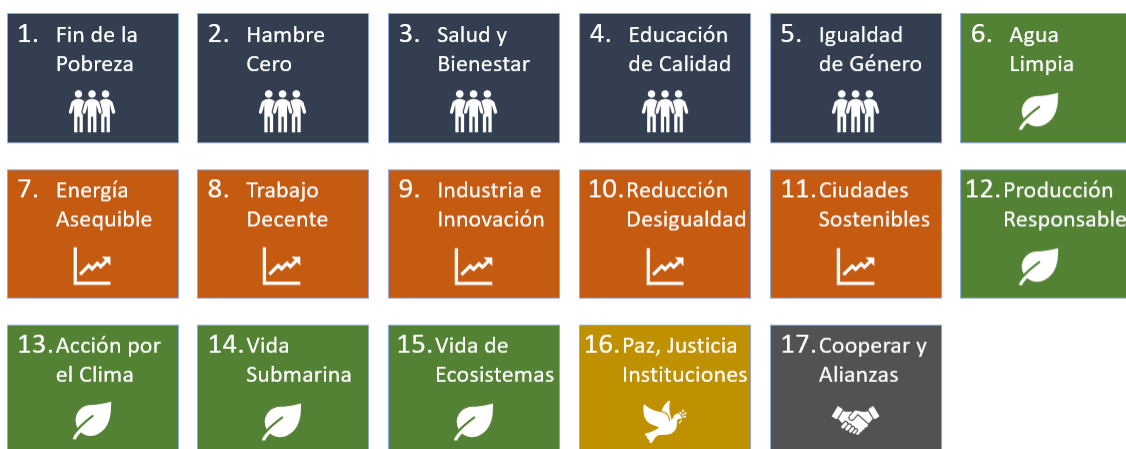 1. Fin de la
Pobreza
2. Hambre
Cero
3. Salud y
Bienestar
4. Educación
de Calidad
5. Igualdad
de Género
6. Agua
Limpia
7. Energía
Asequible
8. Trabajo
Decente
9. Industria e
Innovación
10. Reducción
Desigualdad
11. Ciudades
Sostenibles
12. Producción
Responsable
13. Acción por
el Clima
14. Vida
Submarina
15. Vida de
Ecosistemas
16. Paz, Justicia
Instituciones
17. Cooperar y
Alianzas